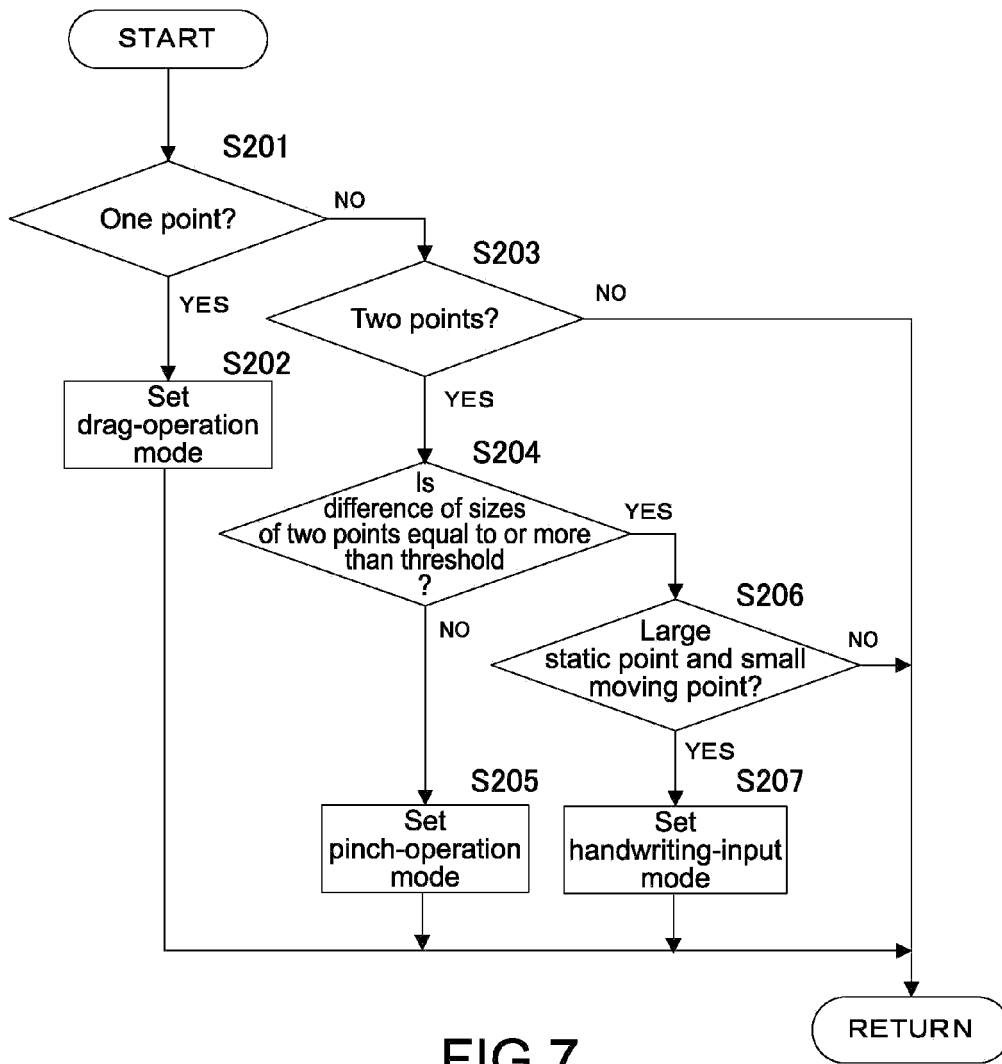 START
S201
One point?
NO
YES
S203
Two points?
NO
YES
S202
Set
drag-operation
mode
S204
Is
difference of sizes
of two points equal to or more
than threshold
?
YES
NO
S206
Large
static point and small
moving point?
NO
YES
S205
Set
pinch-operation
mode
S207
Set
handwriting-input
mode
RETURN
FIG.7